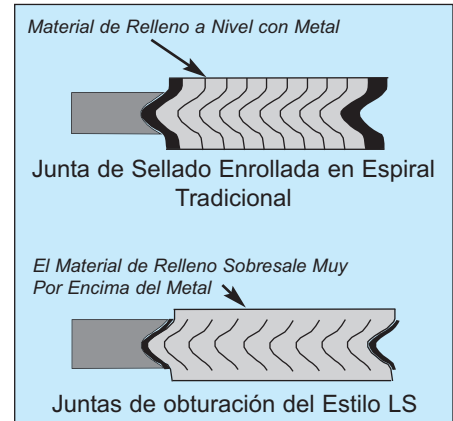 Material de Relleno a Nivel con Metal
Junta de Sellado Enrollada en Espiral
Tradicional
El Material de Relleno Sobresale Muy
Por Encima del Metal
Juntas de obturación del Estilo LS